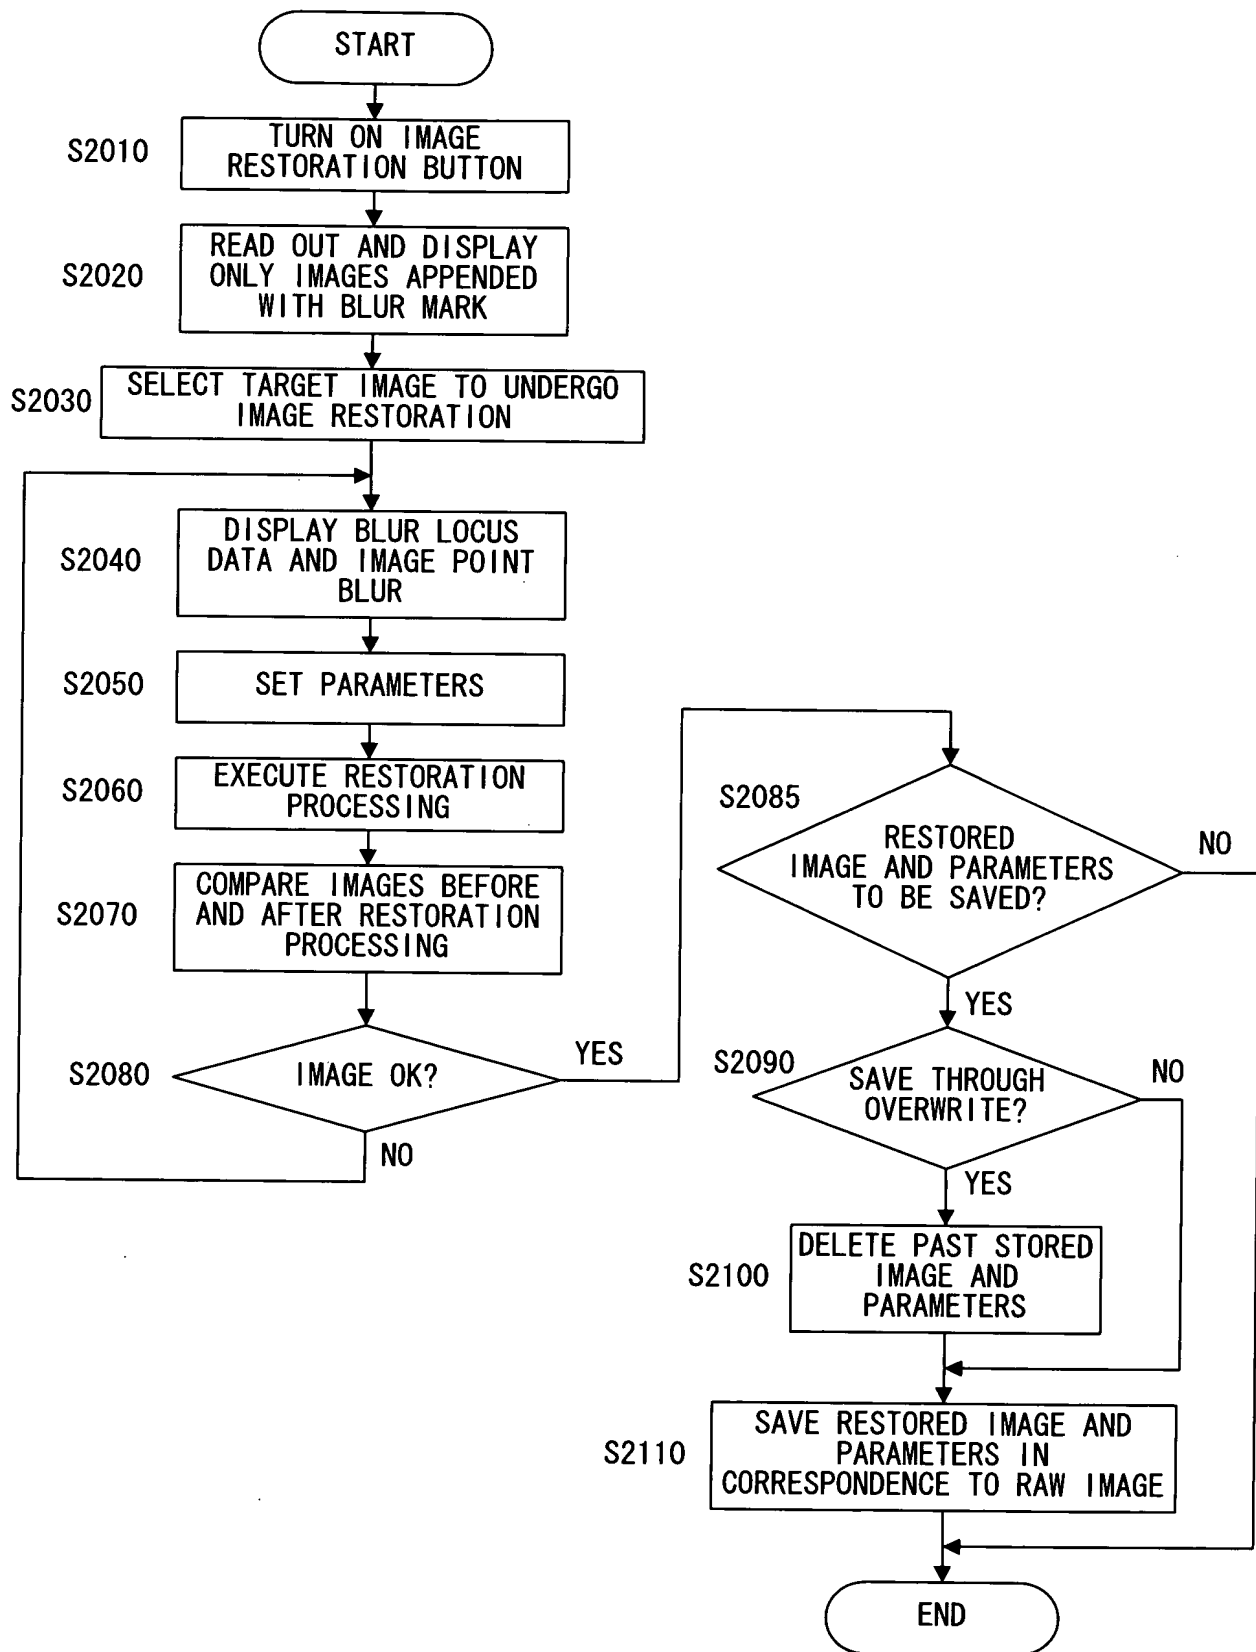 START
S2010
TURN ON IMAGE
RESTORATION BUTTON
S2020
READ OUT AND DISPLAY
ONLY IMAGES APPENDED
WITH BLUR MARK
S2030
SELECT TARGET IMAGE TO UNDERGO
IMAGE RESTORATION
S2040
DISPLAY BLUR LOCUS
DATA AND IMAGE POINT
BLUR
S2050
SET PARAMETERS
S2060
EXECUTE RESTORATION
PROCESSING
S2070
COMPARE IMAGES BEFORE
AND AFTER RESTORATION
PROCESSING
S2080
IMAGE OK?
YES
NO
S2085
RESTORED
IMAGE AND PARAMETERS
TO BE SAVED?
NO
YES
S2090
SAVE THROUGH
OVERWRITE?
NO
YES
S2100
DELETE PAST STORED
IMAGE AND
PARAMETERS
S2110
SAVE RESTORED IMAGE AND
PARAMETERS IN
CORRESPONDENCE TO RAW IMAGE
END